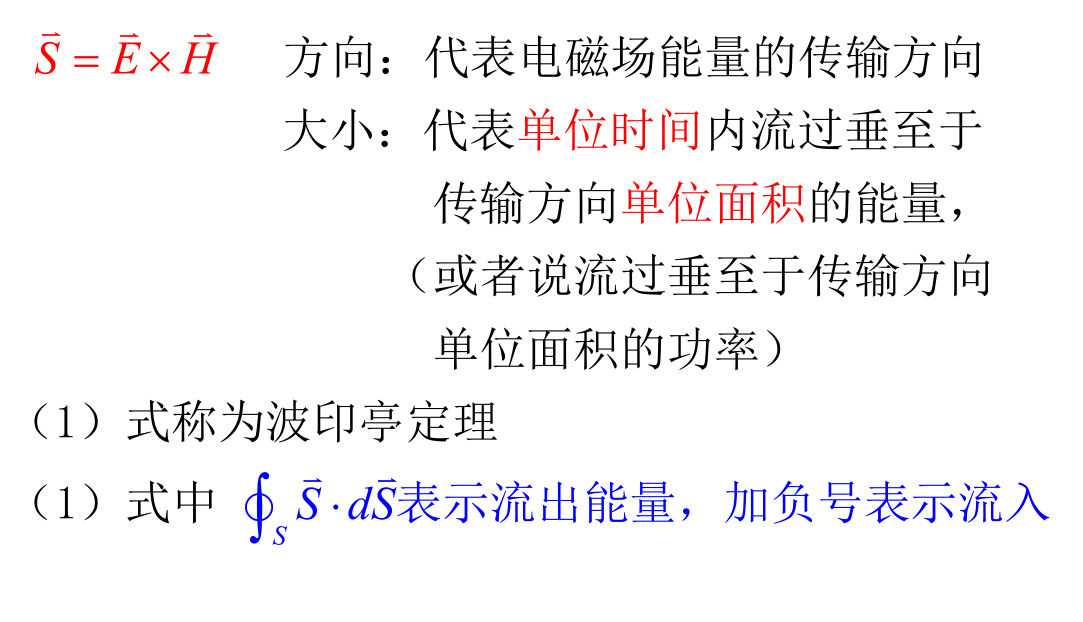 S⃗ = E⃗ × H⃗ 方向：代表电磁场能量的传输方向
大小：代表单位时间内流过垂至于
传输方向单位面积的能量，
（或者说流过垂至于传输方向
单位面积的功率）
（1）式称为波印亭定理
（1）式中 ∮_S S⃗ · dS⃗ 表示流出能量，加负号表示流入